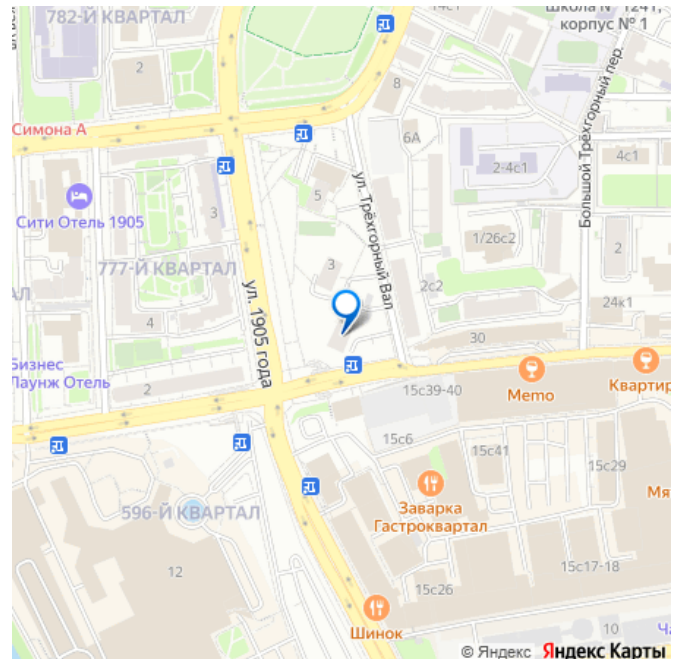 14с1
Школа № 1241,
корпус № 1
782-Й КВАРТАЛ
2
8
Симона А
6А
Большой Трёхгорный пер.
4с1
2-4с1
5
ул. Трёхгорный Вал
3
Сити Отель 1905
1/26с2
2
777-Й КВАРТАЛ
3
АЛ
2с2
ул. 1905 года
24к1
4
30
Бизнес
Лаунж Отель
2
15с39-40
Memo
Квартир
15с6
15с41
15с29
Заварка
Гастроквартал
Мя
596-Й КВАРТАЛ
12
15с17-18
15с26
Шинок
10
Ча
© Яндекс Яндекс Карты